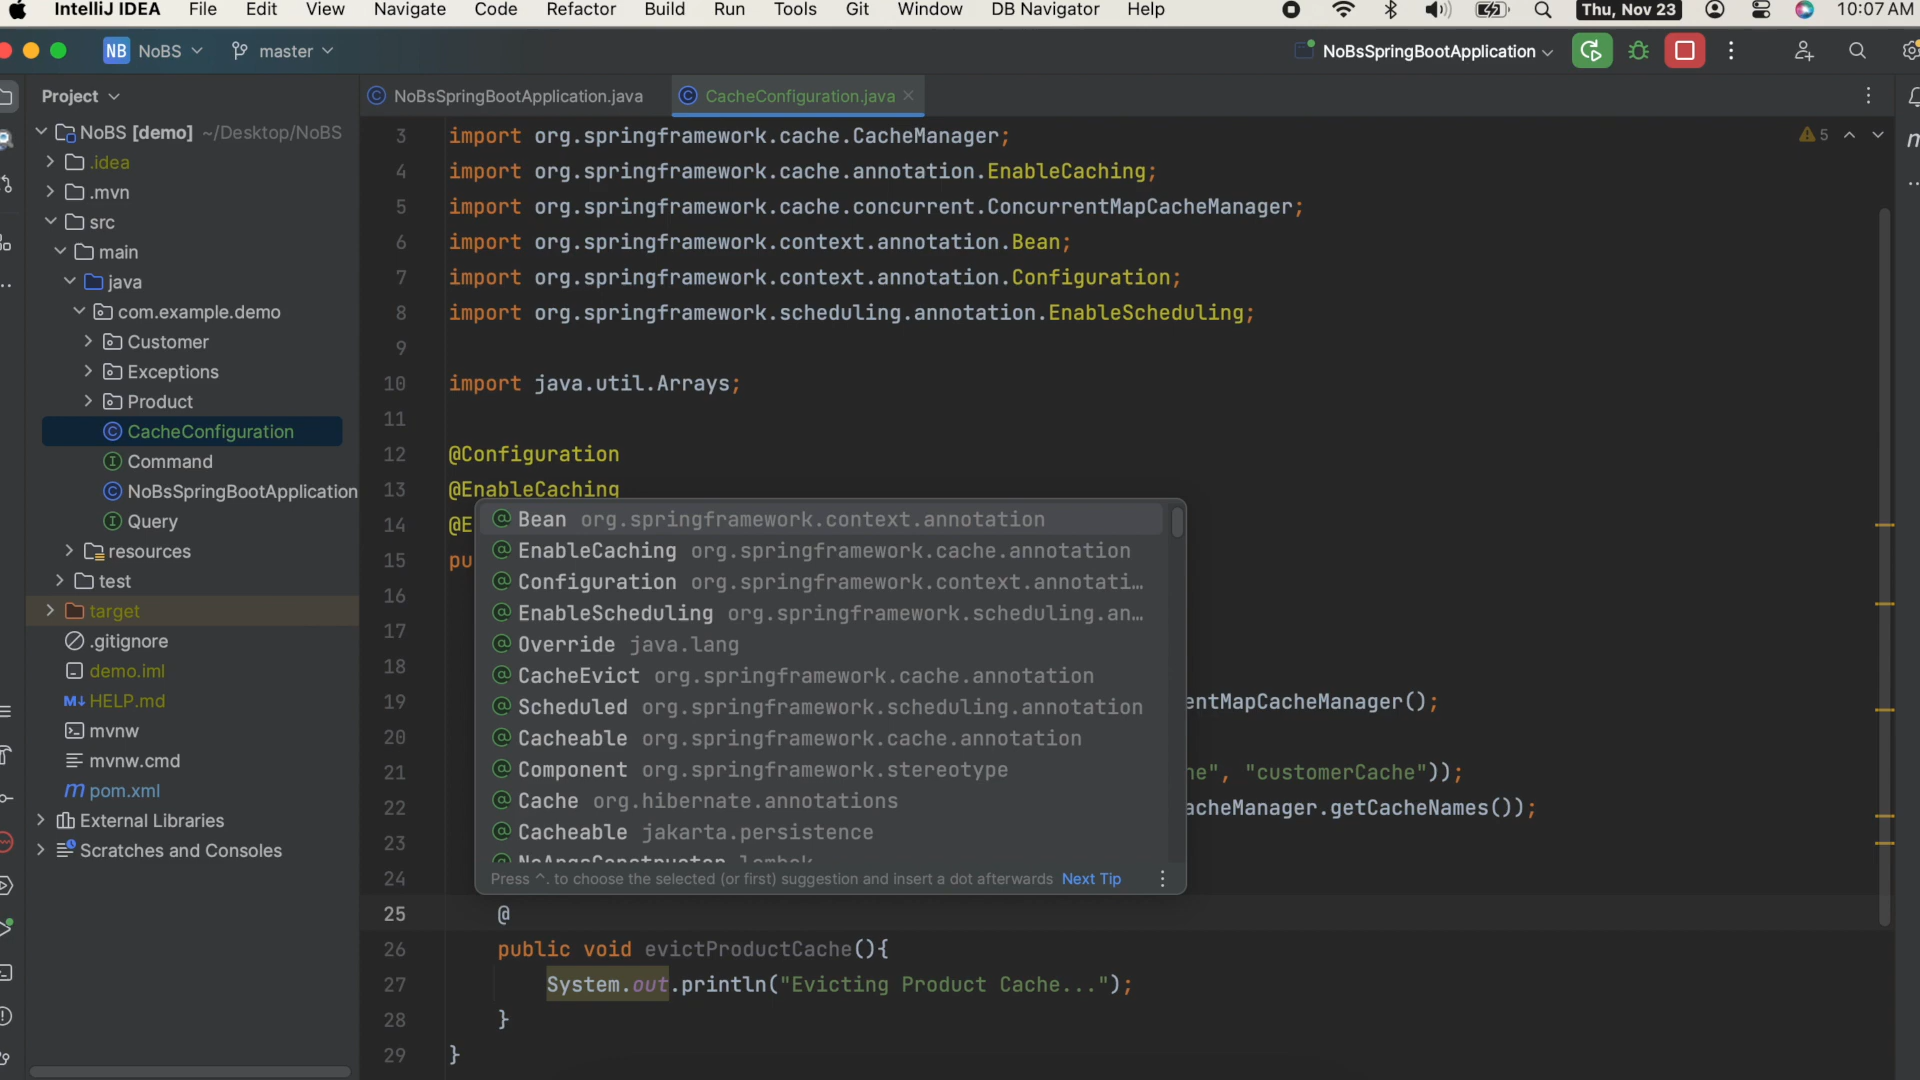 IntelliJ IDEA File Edit View Navigate Code Refactor Build Run Tools Git Window DB Navigator Help Thu, Nov 23 10:07 AM
NB NoBS master NoBsSpringBootApplication
Project
NoBsSpringBootApplication.java CacheConfiguration.java
NoBS [demo] ~/Desktop/NoBS
.idea
.mvn
src
main
java
com.example.demo
Customer
Exceptions
Product
CacheConfiguration
Command
NoBsSpringBootApplication
Query
resources
test
target
.gitignore
demo.iml
M↓ HELP.md
mvnw
mvnw.cmd
m pom.xml
External Libraries
Scratches and Consoles
5
3 import org.springframework.cache.CacheManager;
4 import org.springframework.cache.annotation.EnableCaching;
5 import org.springframework.cache.concurrent.ConcurrentMapCacheManager;
6 import org.springframework.context.annotation.Bean;
7 import org.springframework.context.annotation.Configuration;
8 import org.springframework.scheduling.annotation.EnableScheduling;
9
10 import java.util.Arrays;
11
12 @Configuration
13 @EnableCaching
14 @E
15 pu
16
17
18
19 entMapCacheManager();
20
21 he", "customerCache"));
22 acheManager.getCacheNames());
23
24
25 @
26 public void evictProductCache(){
27 System.out.println("Evicting Product Cache...");
28 }
29 }
@ Bean org.springframework.context.annotation
@ EnableCaching org.springframework.cache.annotation
@ Configuration org.springframework.context.annotati…
@ EnableScheduling org.springframework.scheduling.an…
@ Override java.lang
@ CacheEvict org.springframework.cache.annotation
@ Scheduled org.springframework.scheduling.annotation
@ Cacheable org.springframework.cache.annotation
@ Component org.springframework.stereotype
@ Cache org.hibernate.annotations
@ Cacheable jakarta.persistence
@ NoArgsConstructor lombok
Press ^. to choose the selected (or first) suggestion and insert a dot afterwards Next Tip